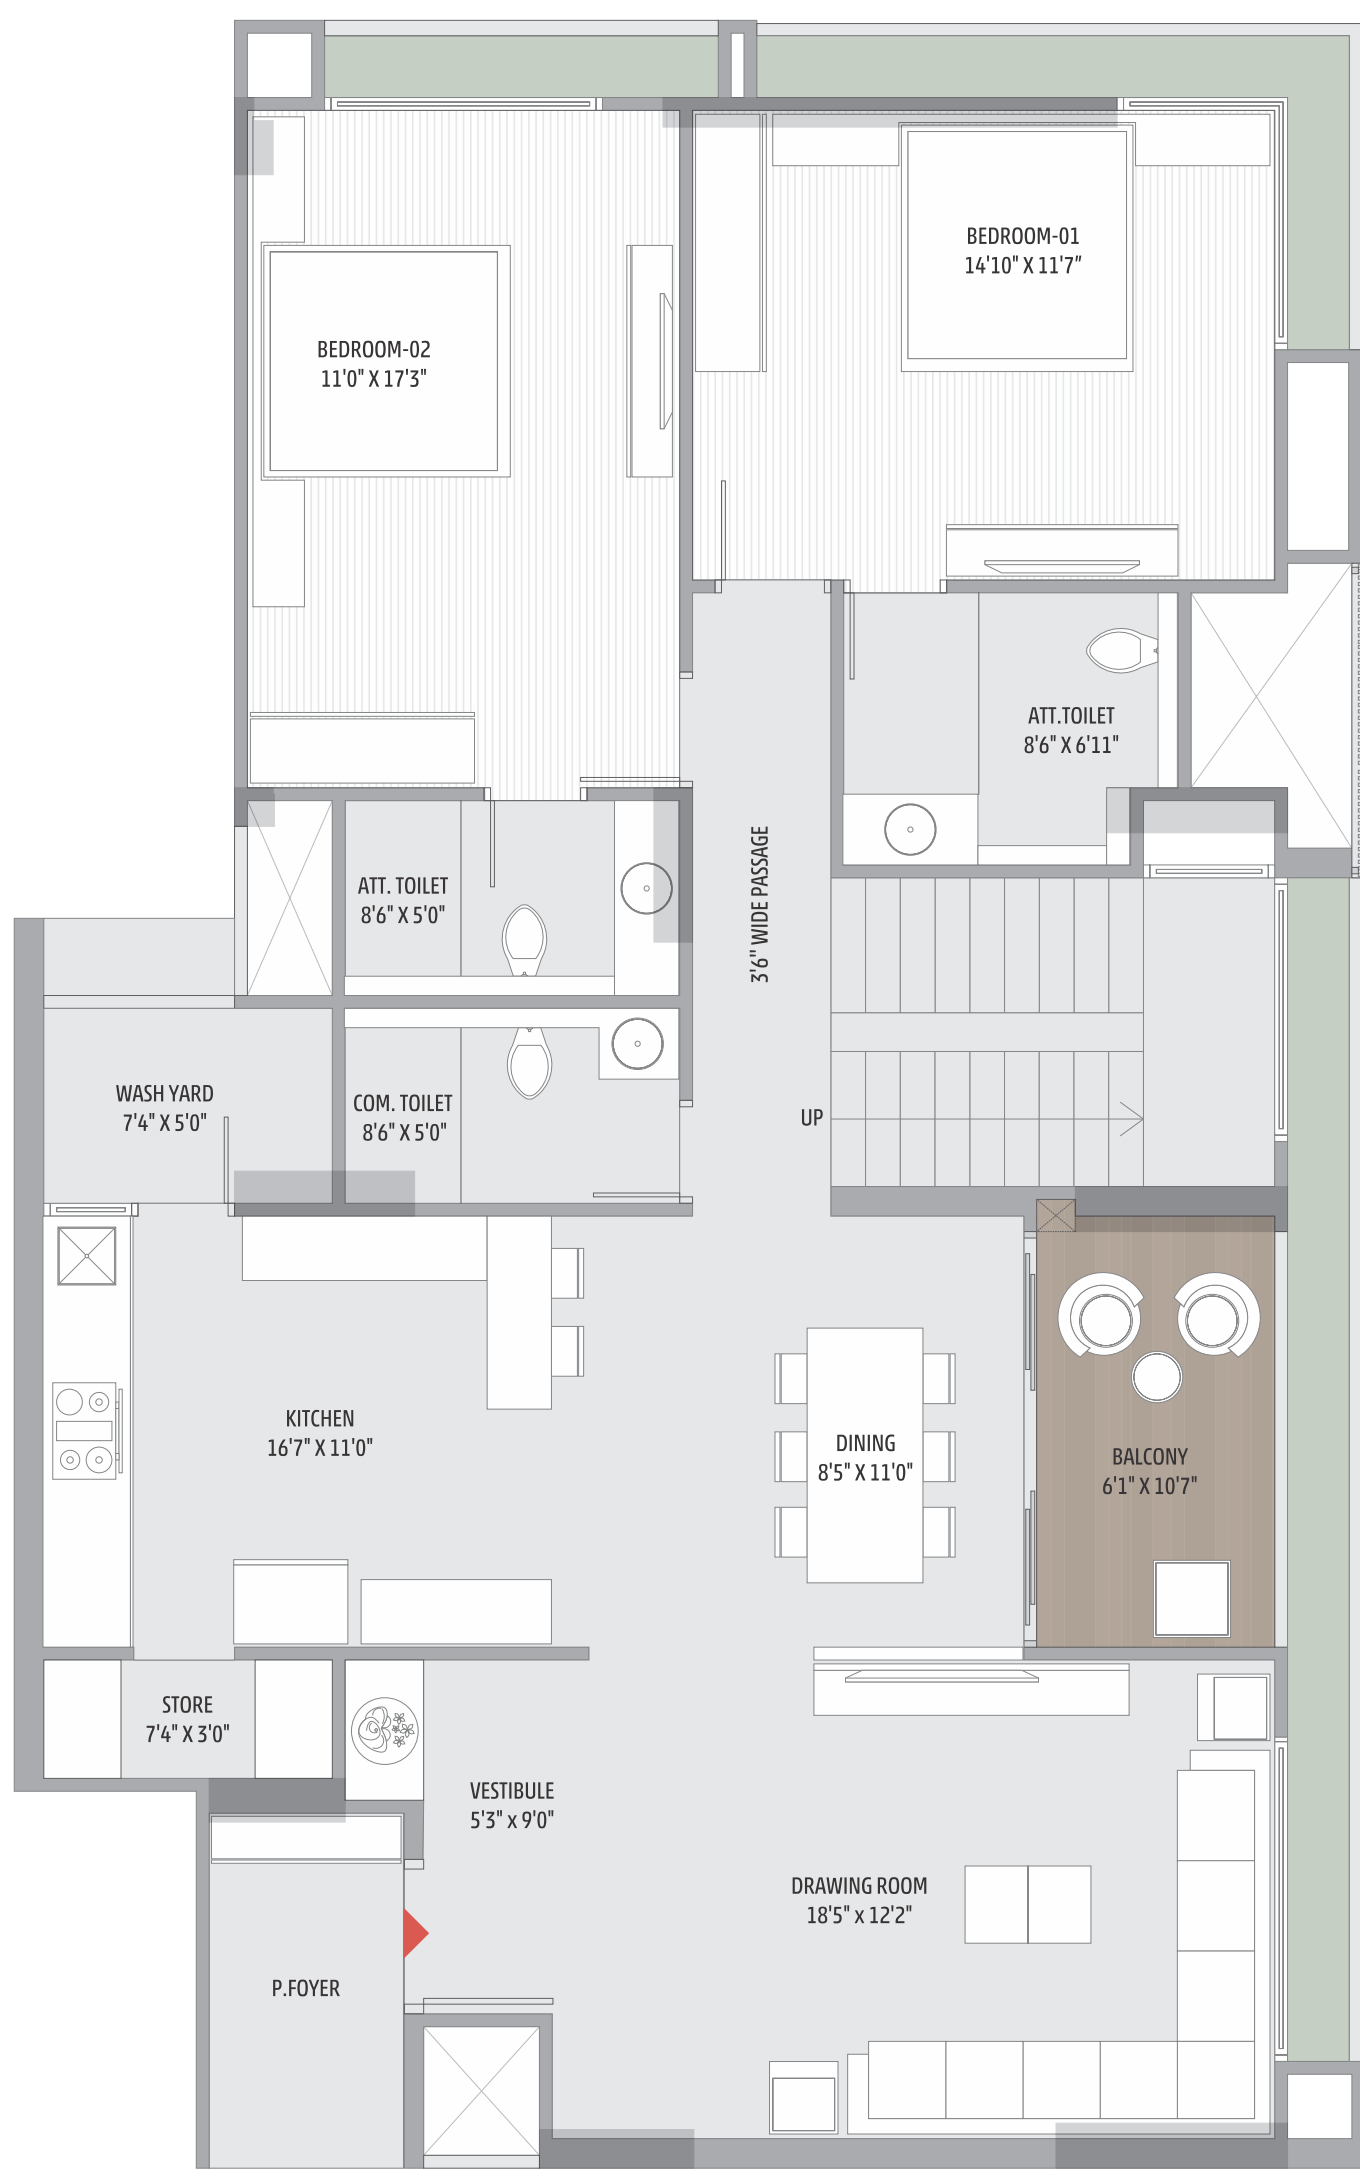 BEDROOM-01
14'10" X 11'7"
BEDROOM-02
11'0" X 17'3"
ATT.TOILET
8'6" X 6'11"
ATT. TOILET
8'6" X 5'0"
3'6" WIDE PASSAGE
WASH YARD
7'4" X 5'0"
COM. TOILET
8'6" X 5'0"
UP
KITCHEN
16'7" X 11'0"
DINING
8'5" X 11'0"
BALCONY
6'1" X 10'7"
STORE
7'4" X 3'0"
VESTIBULE
5'3" x 9'0"
DRAWING ROOM
18'5" x 12'2"
P.FOYER